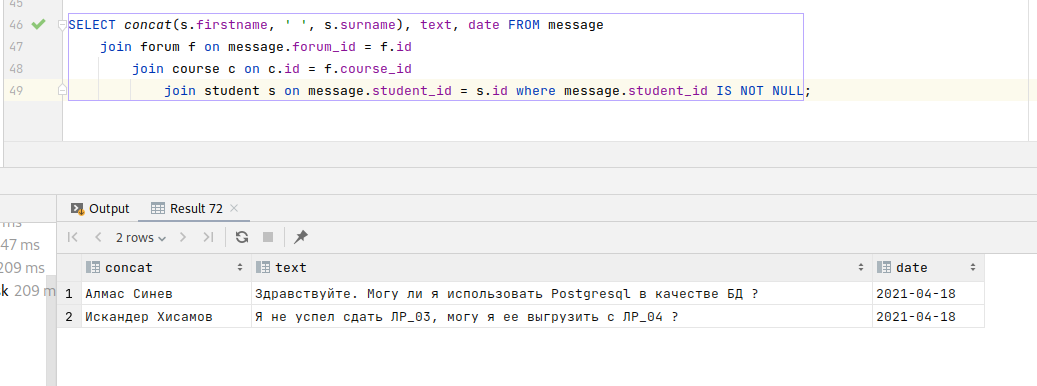 45
46 SELECT concat(s.firstname, ' ', s.surname), text, date FROM message
47 join forum f on message.forum_id = f.id
48 join course c on c.id = f.course_id
49 join student s on message.student_id = s.id where message.student_id IS NOT NULL;
ms
47 ms
209 ms
k 209 m
Output Result 72
2 rows
concat text date
1 Алмас Синев Здравствуйте. Могу ли я использовать Postgresql в качестве БД ? 2021-04-18
2 Искандер Хисамов Я не успел сдать ЛР_03, могу я ее выгрузить с ЛР_04 ? 2021-04-18